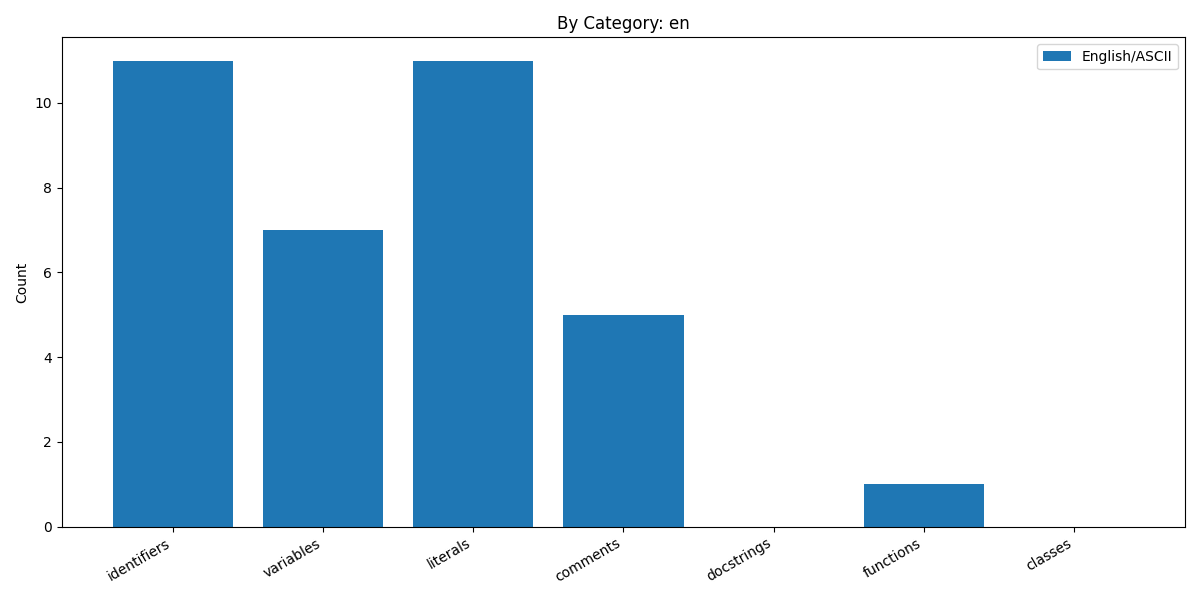 By Category: en
English/ASCII
Count
10
8
6
4
2
0
identifiers
variables
literals
comments
docstrings
functions
classes